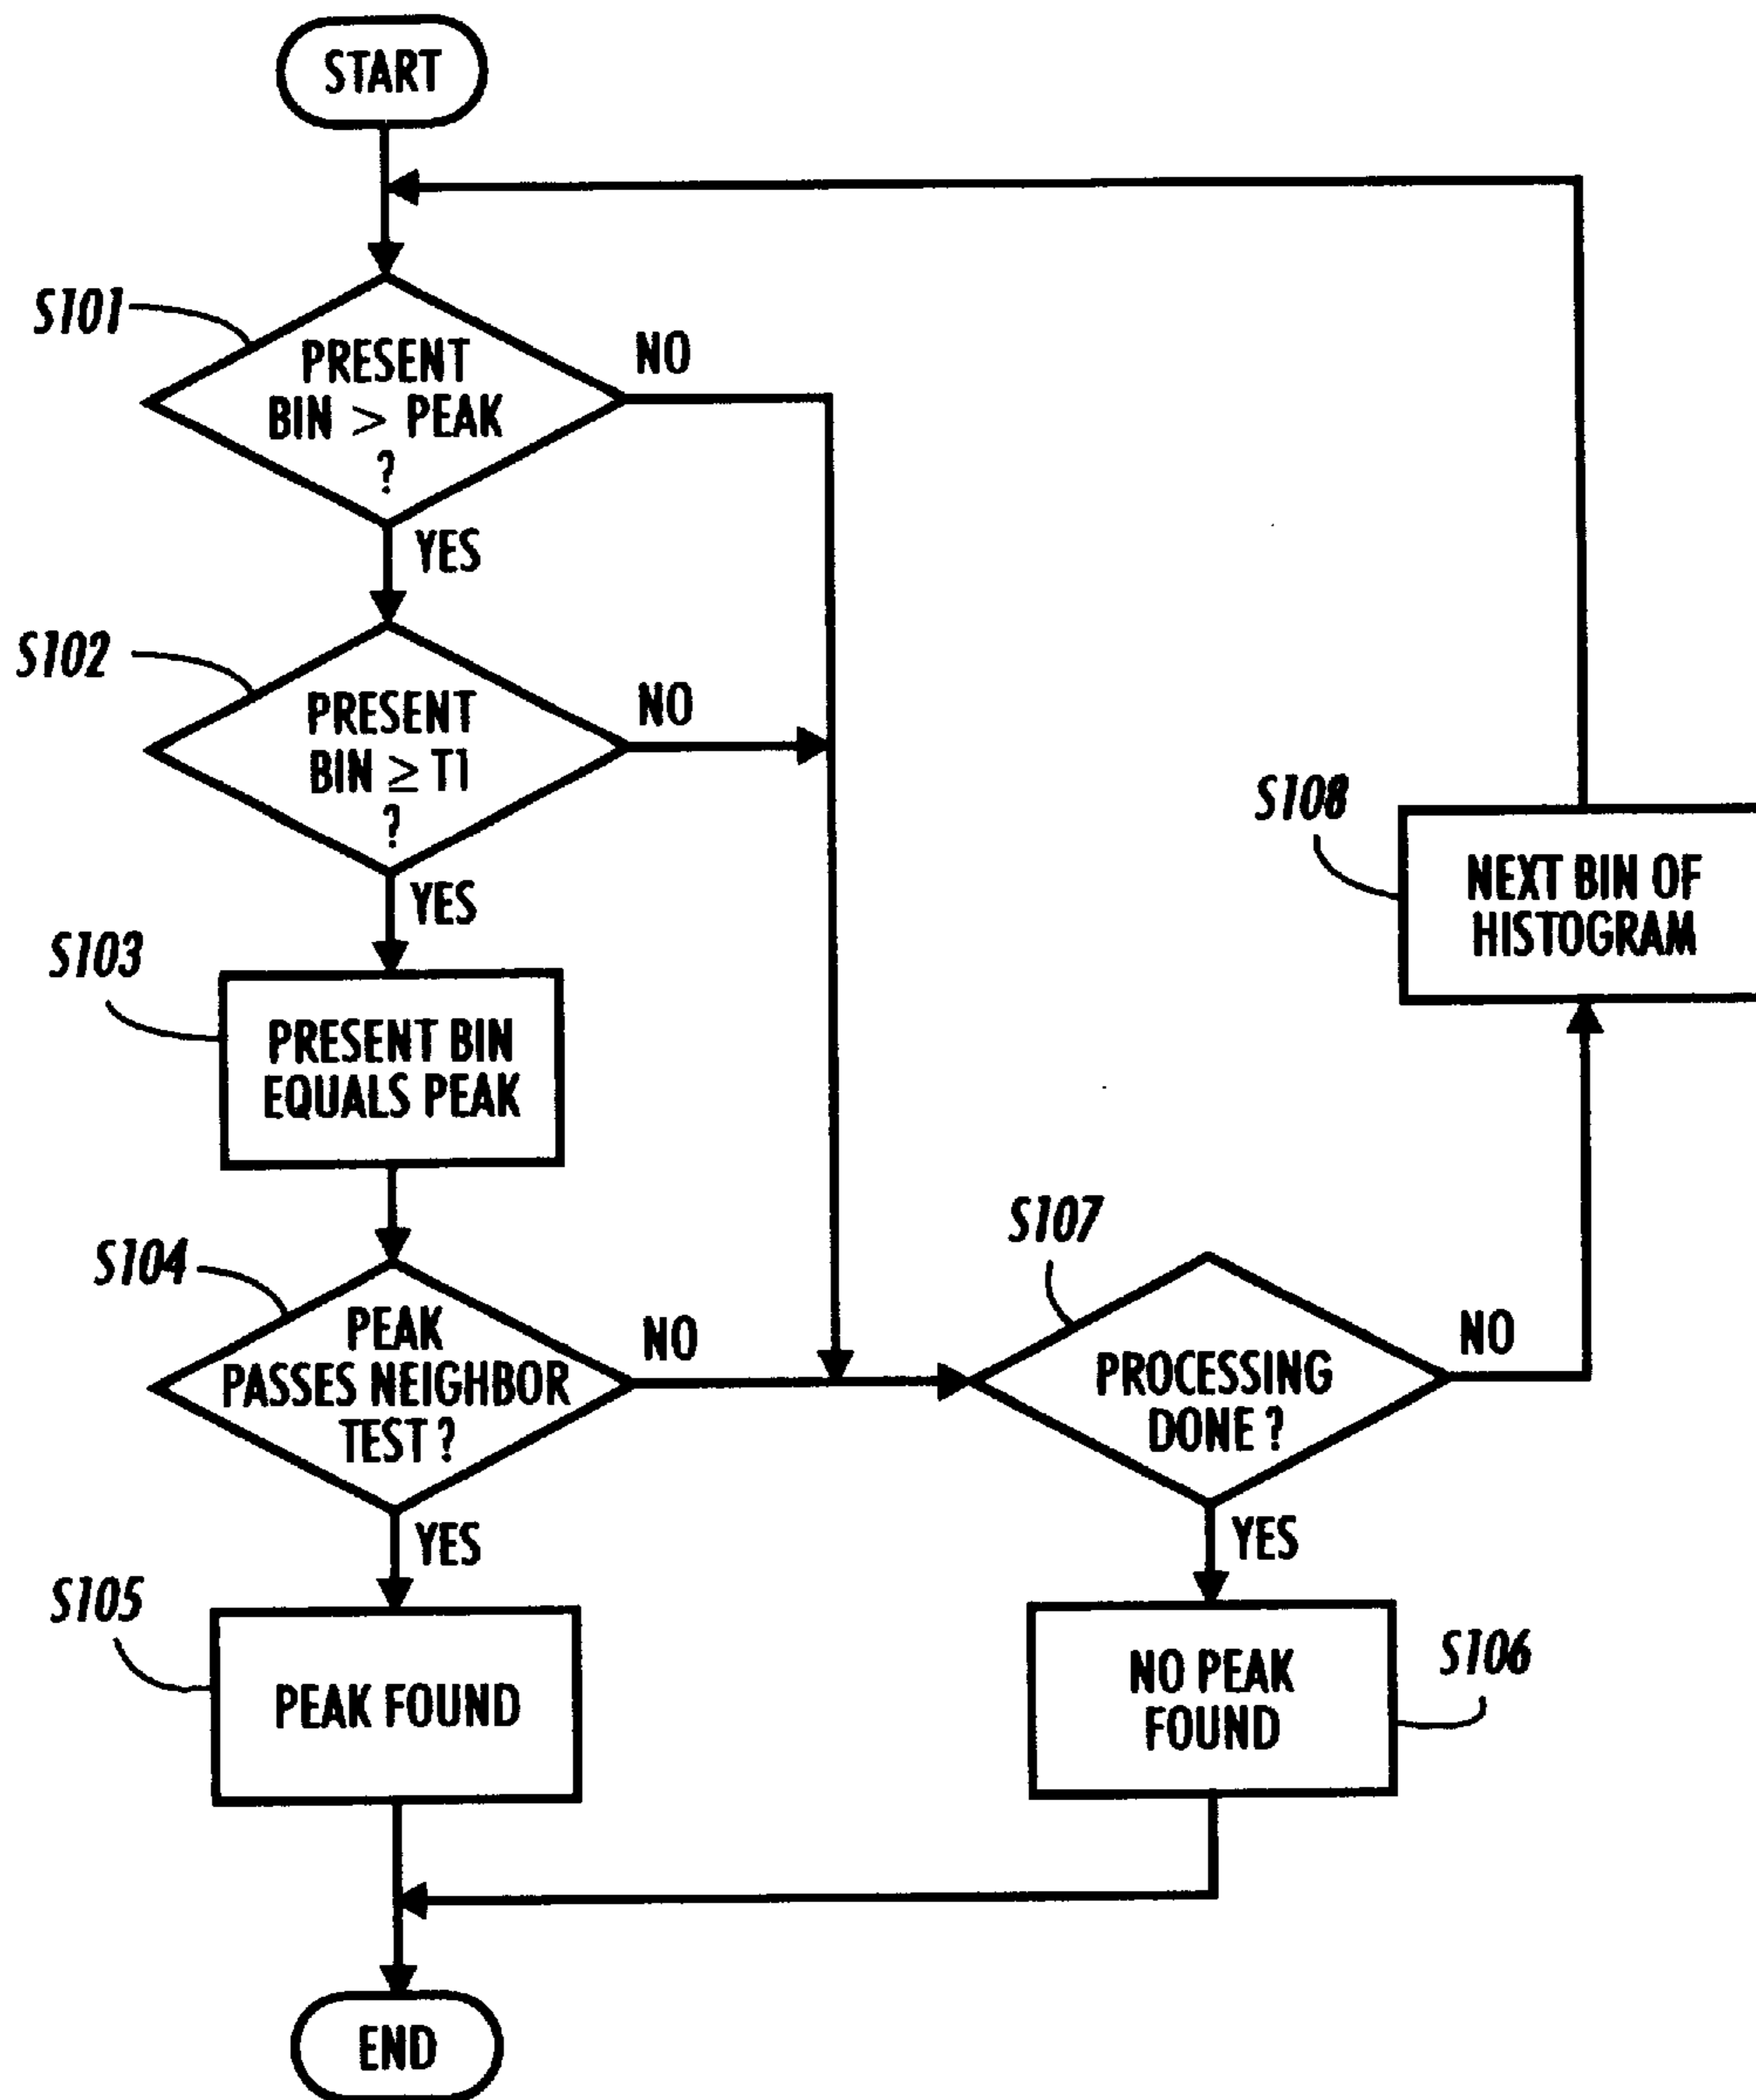 START
S101
PRESENT
BIN > PEAK
?
NO
YES
S102
PRESENT
BIN ≥ T1
?
NO
YES
S103
PRESENT BIN
EQUALS PEAK
S104
PEAK
PASSES NEIGHBOR
TEST ?
NO
YES
S105
PEAK FOUND
S107
PROCESSING
DONE ?
NO
YES
S106
NO PEAK
FOUND
S108
NEXT BIN OF
HISTOGRAM
END